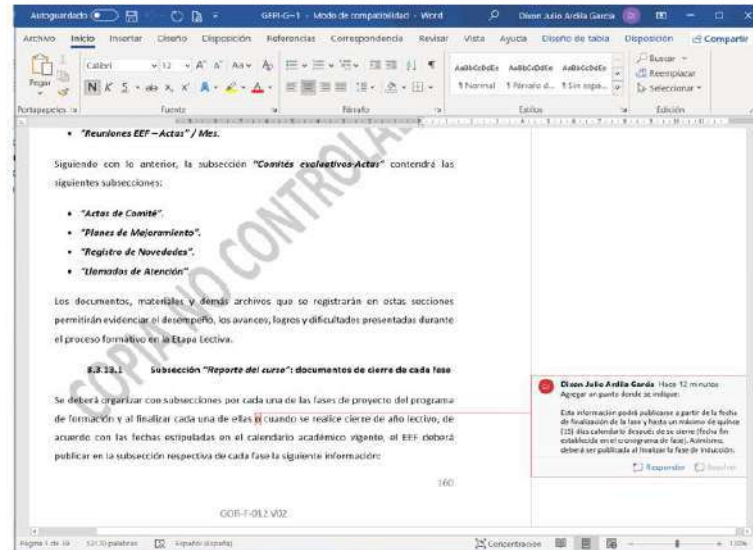 Autoguardado
GFPI-G-1 - Modo de compatibilidad - Word
Dixon Julio Ardila Garcia
Archivo Inicio Insertar Diseño Disposición Referencias Correspondencia Revisar Vista Ayuda Diseño de tabla Disposición Compartir
Pegar
Calibri 12
N K S
AaBbCcDdEe AaBbCcDdEe AaBbCcDdEe
¶ Normal ¶ Párrafo d... ¶ Sin espa...
Buscar
Reemplazar
Seleccionar
Portapapeles Fuente Párrafo Estilos Edición
• "Reuniones EEF – Actas" / Mes.
Siguiendo con lo anterior, la subsección "Comités evaluativos-Actas" contendrá las
siguientes subsecciones:
• "Actas de Comité".
• "Planes de Mejoramiento".
• "Registro de Novedades".
• "Llamados de Atención"
COPIA NO CONTROLADA
Los documentos, materiales y demás archivos que se registrarán en estas secciones
permitirán evidenciar el desempeño, los avances, logros y dificultades presentadas durante
el proceso formativo en la Etapa Lectiva.
8.3.13.1 Subsección "Reporte del curso": documentos de cierre de cada fase
Se deberá organizar con subsecciones por cada una de las fases de proyecto del programa
de formación y al finalizar cada una de ellas o cuando se realice cierre de año lectivo, de
acuerdo con las fechas estipuladas en el calendario académico vigente, el EEF deberá
publicar en la subsección respectiva de cada fase la siguiente información:
160
GOR-F-012 V02
Dixon Julio Ardila García Hace 12 minutos
Agregar un punto donde se indique:
Esta información podrá publicarse a partir de la fecha
de finalización de la fase y hasta un máximo de quince
(15) días calendario después de su cierre (fecha fin
establecida en el cronograma de fase). Asimismo,
deberá ser publicada al finalizar la fase de inducción.
Responder Resolver
Página 1 de 39 52170 palabras Español (España) Concentración 130%